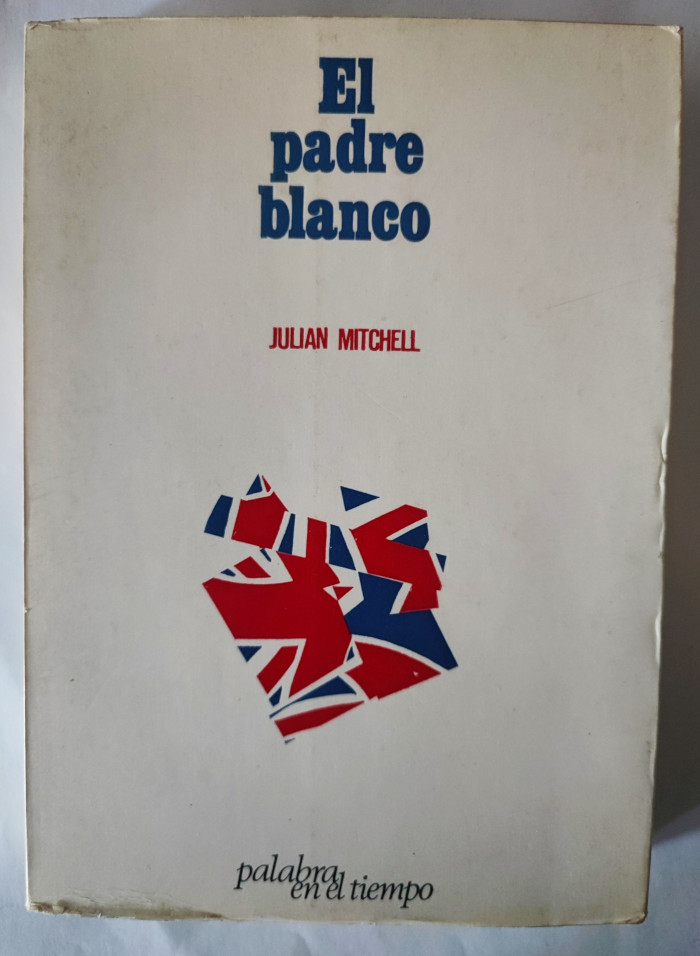 El
padre
blanco
JULIAN MITCHELL
palabra
en el tiempo